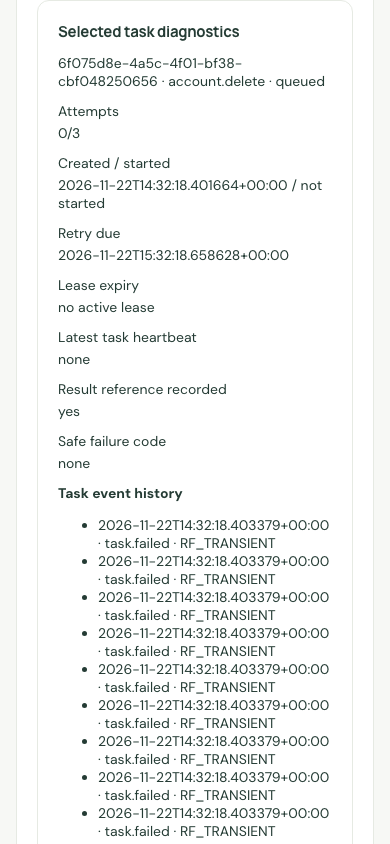 Selected task diagnostics
6f075d8e-4a5c-4f01-bf38-
cbf048250656 · account.delete · queued
Attempts
0/3
Created / started
2026-11-22T14:32:18.401664+00:00 / not
started
Retry due
2026-11-22T15:32:18.658628+00:00
Lease expiry
no active lease
Latest task heartbeat
none
Result reference recorded
yes
Safe failure code
none
Task event history
• 2026-11-22T14:32:18.403379+00:00
· task.failed · RF_TRANSIENT
• 2026-11-22T14:32:18.403379+00:00
· task.failed · RF_TRANSIENT
• 2026-11-22T14:32:18.403379+00:00
· task.failed · RF_TRANSIENT
• 2026-11-22T14:32:18.403379+00:00
· task.failed · RF_TRANSIENT
• 2026-11-22T14:32:18.403379+00:00
· task.failed · RF_TRANSIENT
• 2026-11-22T14:32:18.403379+00:00
· task.failed · RF_TRANSIENT
• 2026-11-22T14:32:18.403379+00:00
· task.failed · RF_TRANSIENT
• 2026-11-22T14:32:18.403379+00:00
· task.failed · RF_TRANSIENT
• 2026-11-22T14:32:18.403379+00:00
· task.failed · RF_TRANSIENT